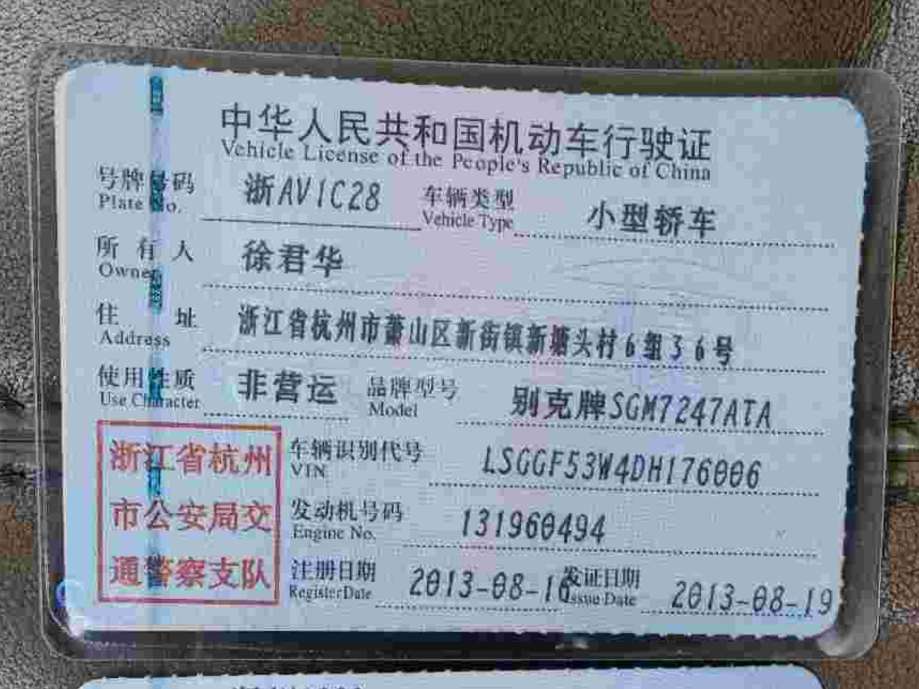 中华人民共和国机动车行驶证
Vehicle License of the People's Republic of China
号牌号码 浙AV1C28 车辆类型 小型轿车
Plate No. Vehicle Type
所有人 徐君华
Owner
住址 浙江省杭州市萧山区新街镇新塘头村6组36号
Address
使用性质 非营运 品牌型号 别克牌SGM7247ATA
Use Character Model
浙江省杭州 车辆识别代号 LSGGF53W4DH176006
VIN
市公安局交 发动机号码 131960494
Engine No.
通警察支队 注册日期 2013-08-16 发证日期 2013-08-19
Register Date Issue Date